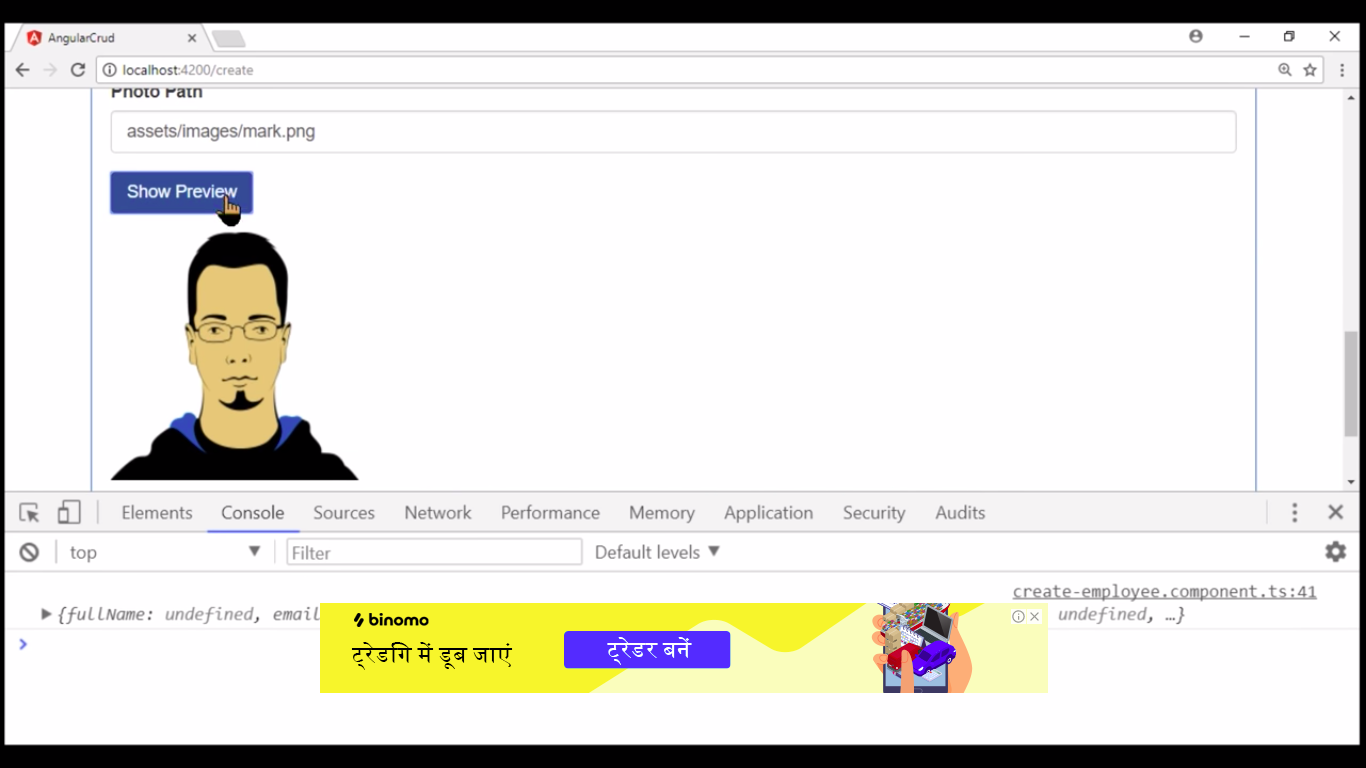 AngularCrud
localhost:4200/create
Photo Path
assets/images/mark.png
Show Preview
Elements Console Sources Network Performance Memory Application Security Audits
top Filter Default levels
create-employee.component.ts:41
{fullName: undefined, email undefined, …}
binomo
ट्रेडगि में डूब जाएं
ट्रेडर बनें